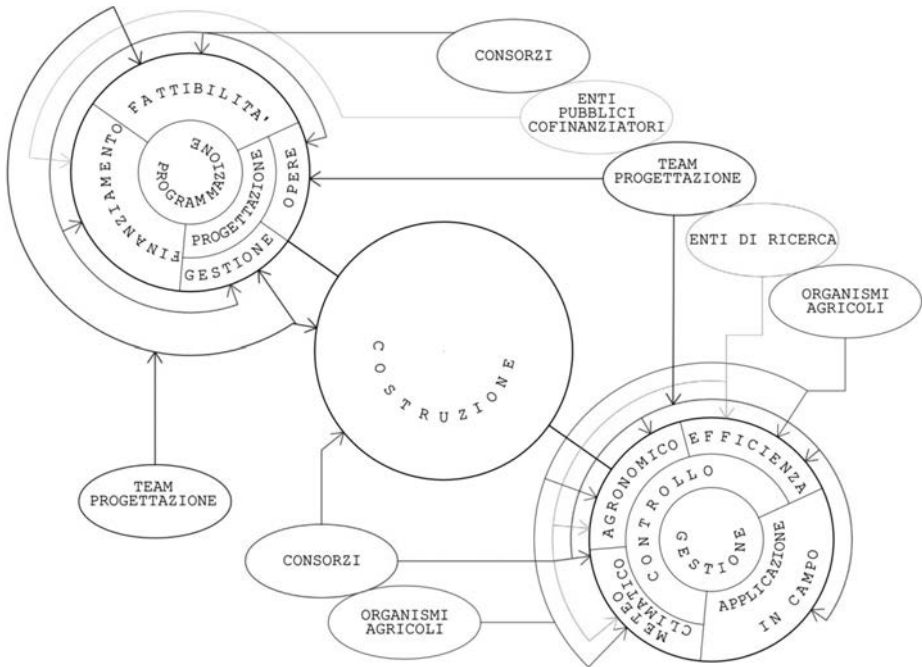 CONSORZI
ENTI
PUBBLICI
COFINANZIATORI
TEAM
PROGETTAZIONE
ENTI DI RICERCA
ORGANISMI
AGRICOLI
FATTIBILITA'
FINANZIAMENTO
PROGRAMMAZIONE
PROGETTAZIONE
OPERE
GESTIONE
COSTRUZIONE
TEAM
PROGETTAZIONE
CONSORZI
ORGANISMI
AGRICOLI
AGRONOMICO
EFFICIENZA
CONTROLLO
GESTIONE
METEO
CLIMATICO
APPLICAZIONE
IN CAMPO